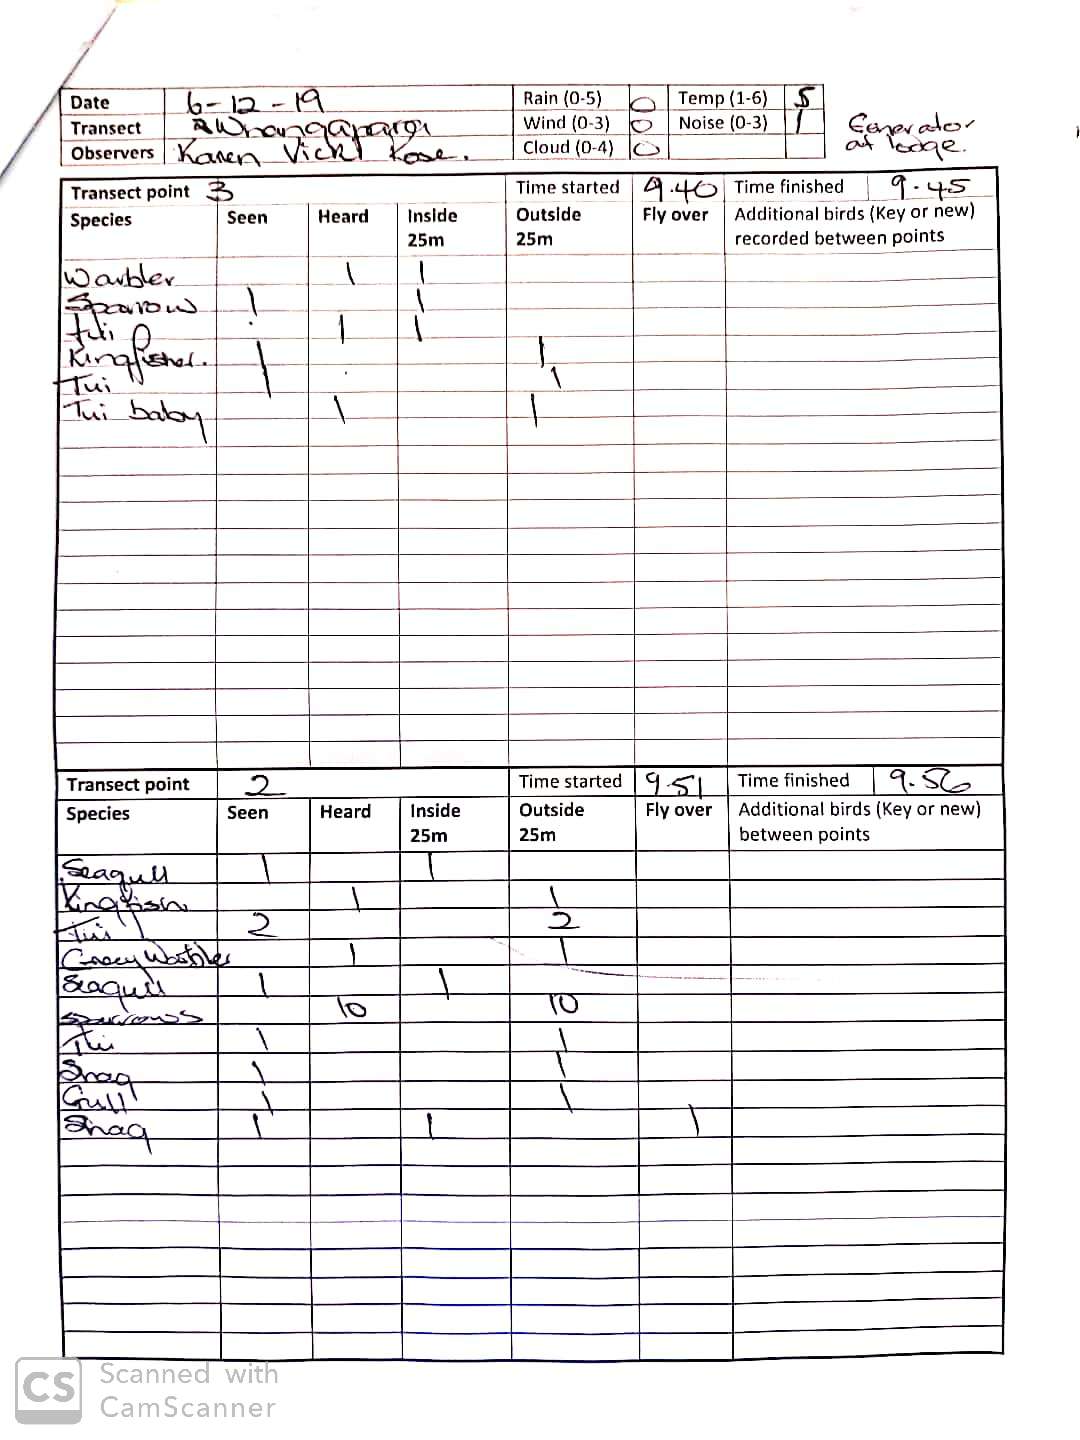 Date 6-12-19 Rain (0-5) 0 Temp (1-6) 5
Transect Whangaparapara Wind (0-3) 0 Noise (0-3) 1 Generator
Observers Karen Vicki Rose. Cloud (0-4) 0 at lodge.
Transect point 3 Time started 9.40 Time finished 9.45
Species Seen Heard Inside 25m Outside 25m Fly over Additional birds (Key or new) recorded between points
Warbler 1 1
Sparow 1 1
tui 1 1
Kingfisher. 1 1
Tui 1 1
Tui baby 1 1
Transect point 2 Time started 9.51 Time finished 9.56
Species Seen Heard Inside 25m Outside 25m Fly over Additional birds (Key or new) between points
Seagull 1 1
Kingfish 1 1
Tui 2 2
Grey Warbler 1 1
Seagull 1 1
Sparrows 10 10
Tui 1 1
Shag 1 1
Gull 1 1
Shag 1 1 1
CS Scanned with
CamScanner